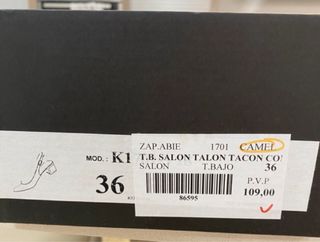 ZAP.ABIE 1701 CAMEL
MOD.: K1
T.B. SALON TALON TACON CO
SALON T.BAJO 36
36
P.V.P
109,00
86595